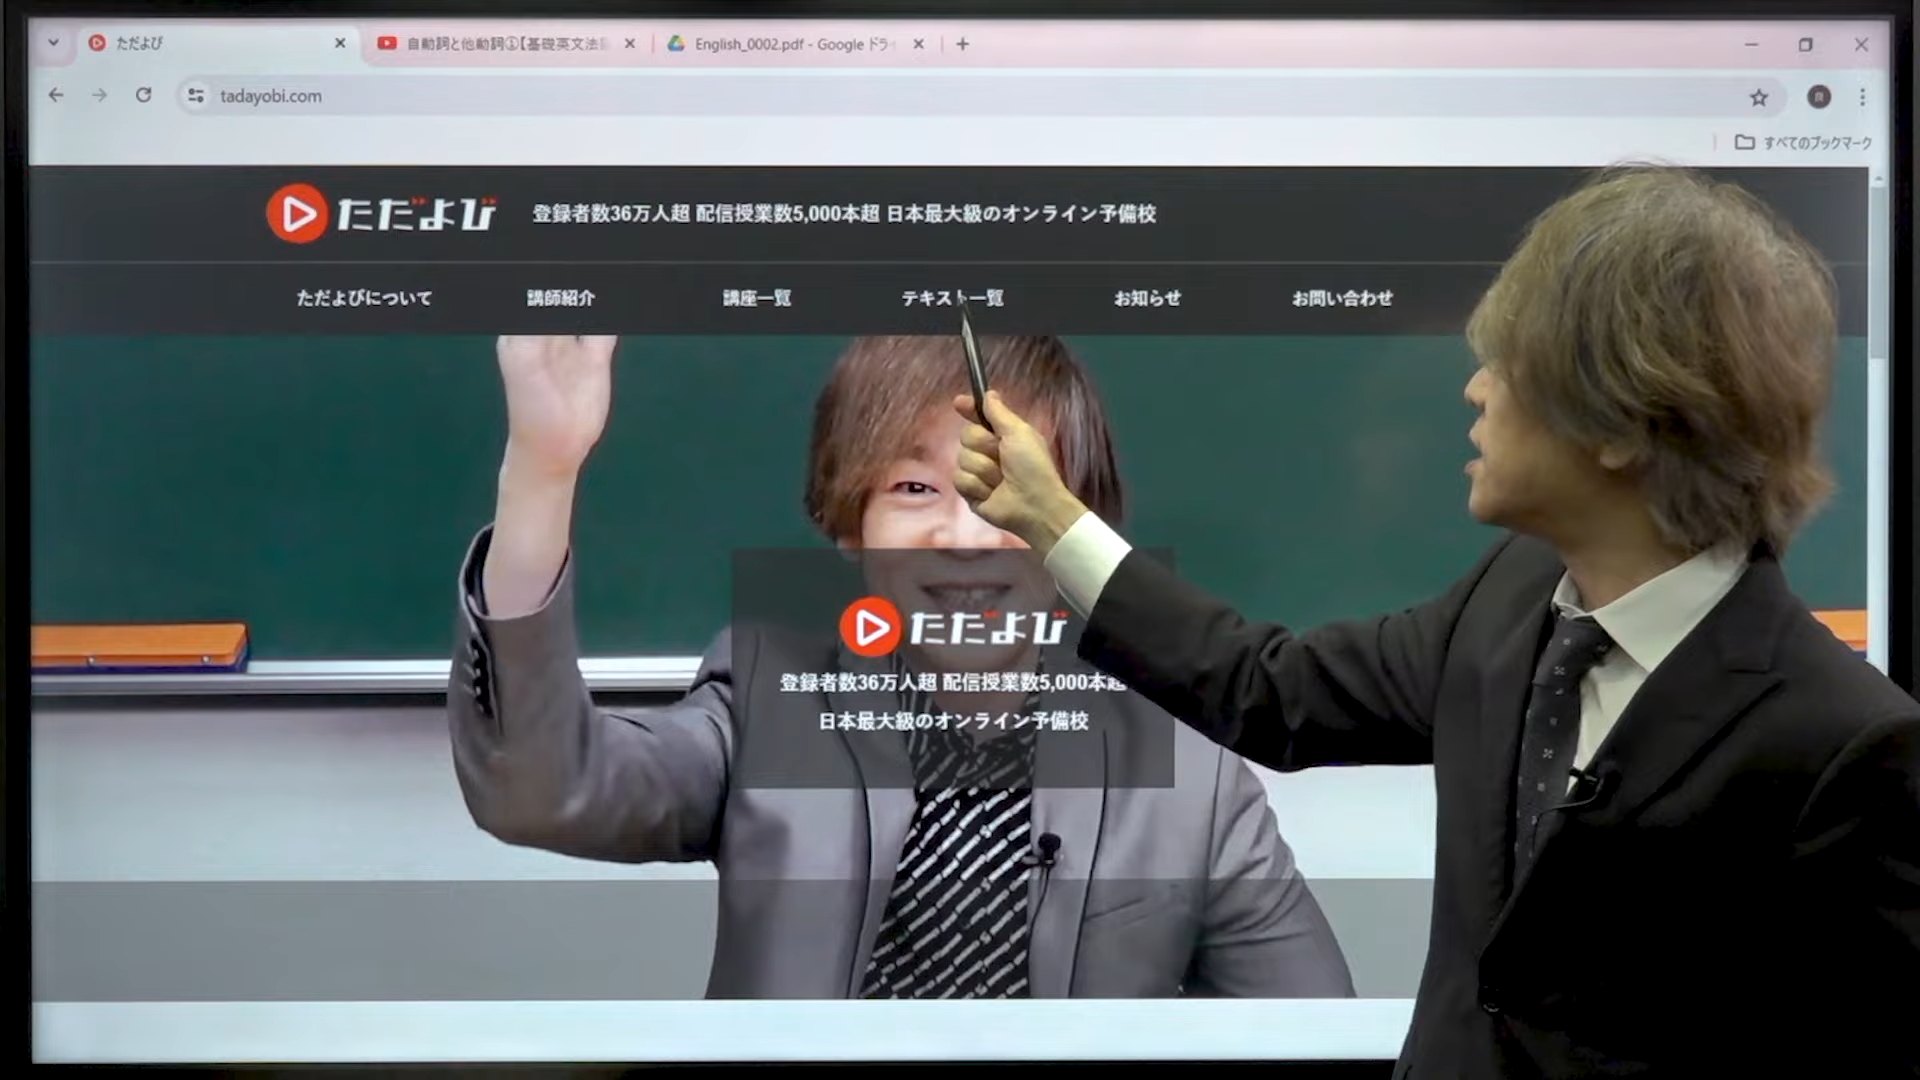 ただよび
自動詞と他動詞①【基礎英文法
English_0002.pdf - Google ドラ
tadayobi.com
すべてのブックマーク
ただよび
登録者数36万人超 配信授業数5,000本超 日本最大級のオンライン予備校
ただよびについて
講師紹介
講座一覧
テキスト一覧
お知らせ
お問い合わせ
ただよび
登録者数36万人超 配信授業数5,000本超
日本最大級のオンライン予備校